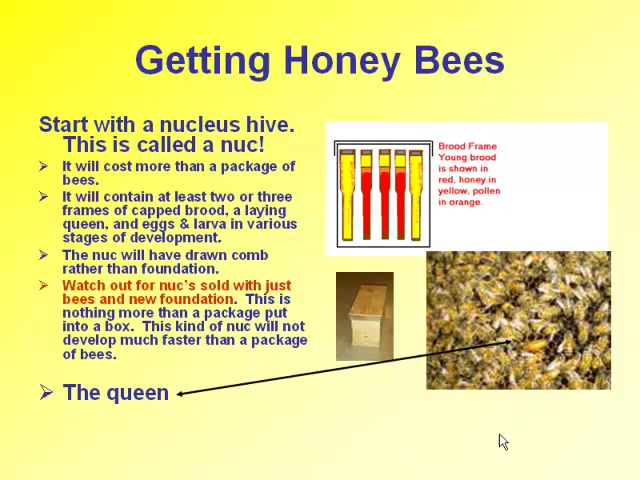 Getting Honey Bees
Start with a nucleus hive.
This is called a nuc!
It will cost more than a package of
bees.
It will contain at least two or three
frames of capped brood, a laying
queen, and eggs & larva in various
stages of development.
The nuc will have drawn comb
rather than foundation.
Watch out for nuc's sold with just
bees and new foundation. This is
nothing more than a package put
into a box. This kind of nuc will not
develop much faster than a package
of bees.
The queen
Brood Frame
Young brood
is shown in
red, honey in
yellow, pollen
in orange.